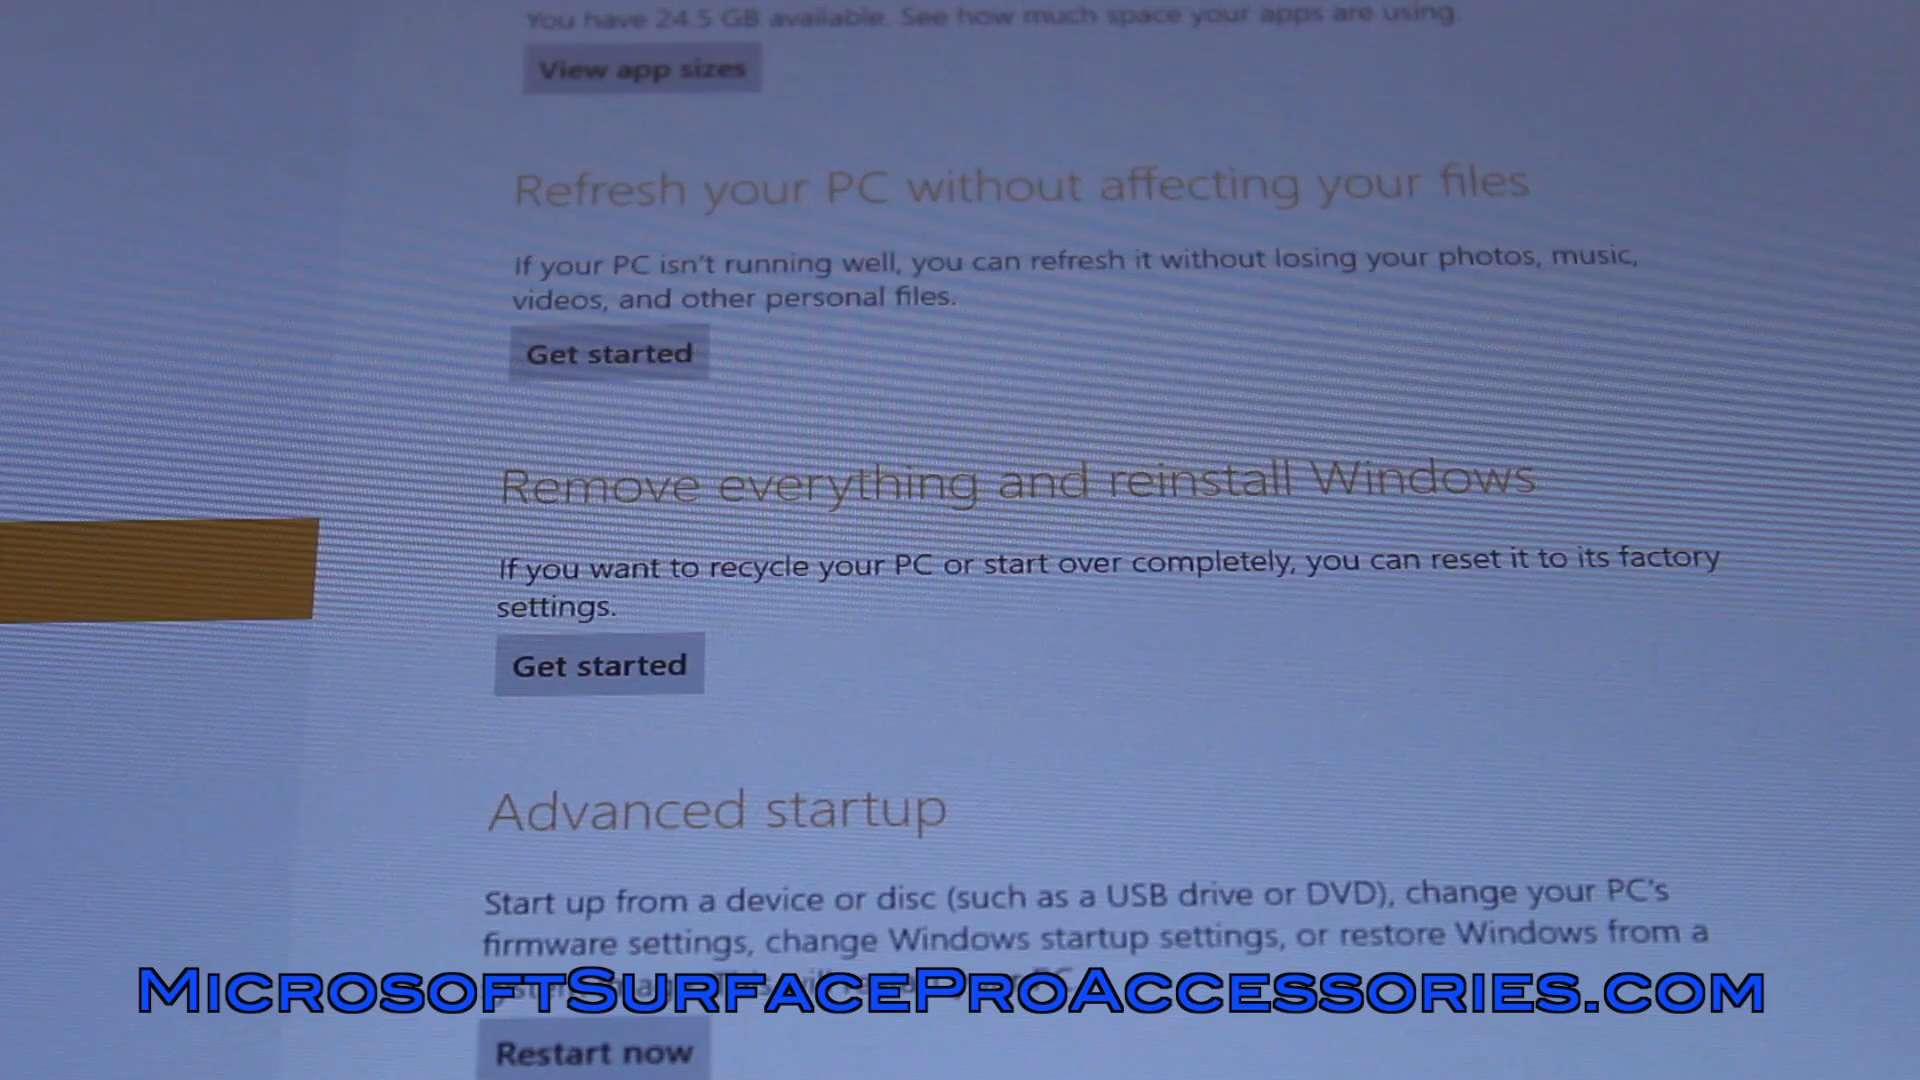 You have 24.5 GB available. See how much space your apps are using.
View app sizes
Refresh your PC without affecting your files
If your PC isn't running well, you can refresh it without losing your photos, music,
videos, and other personal files.
Get started
Remove everything and reinstall Windows
If you want to recycle your PC or start over completely, you can reset it to its factory
settings.
Get started
Advanced startup
Start up from a device or disc (such as a USB drive or DVD), change your PC's
firmware settings, change Windows startup settings, or restore Windows from a
MicrosoftSurfaceProAccessories.com
Restart now